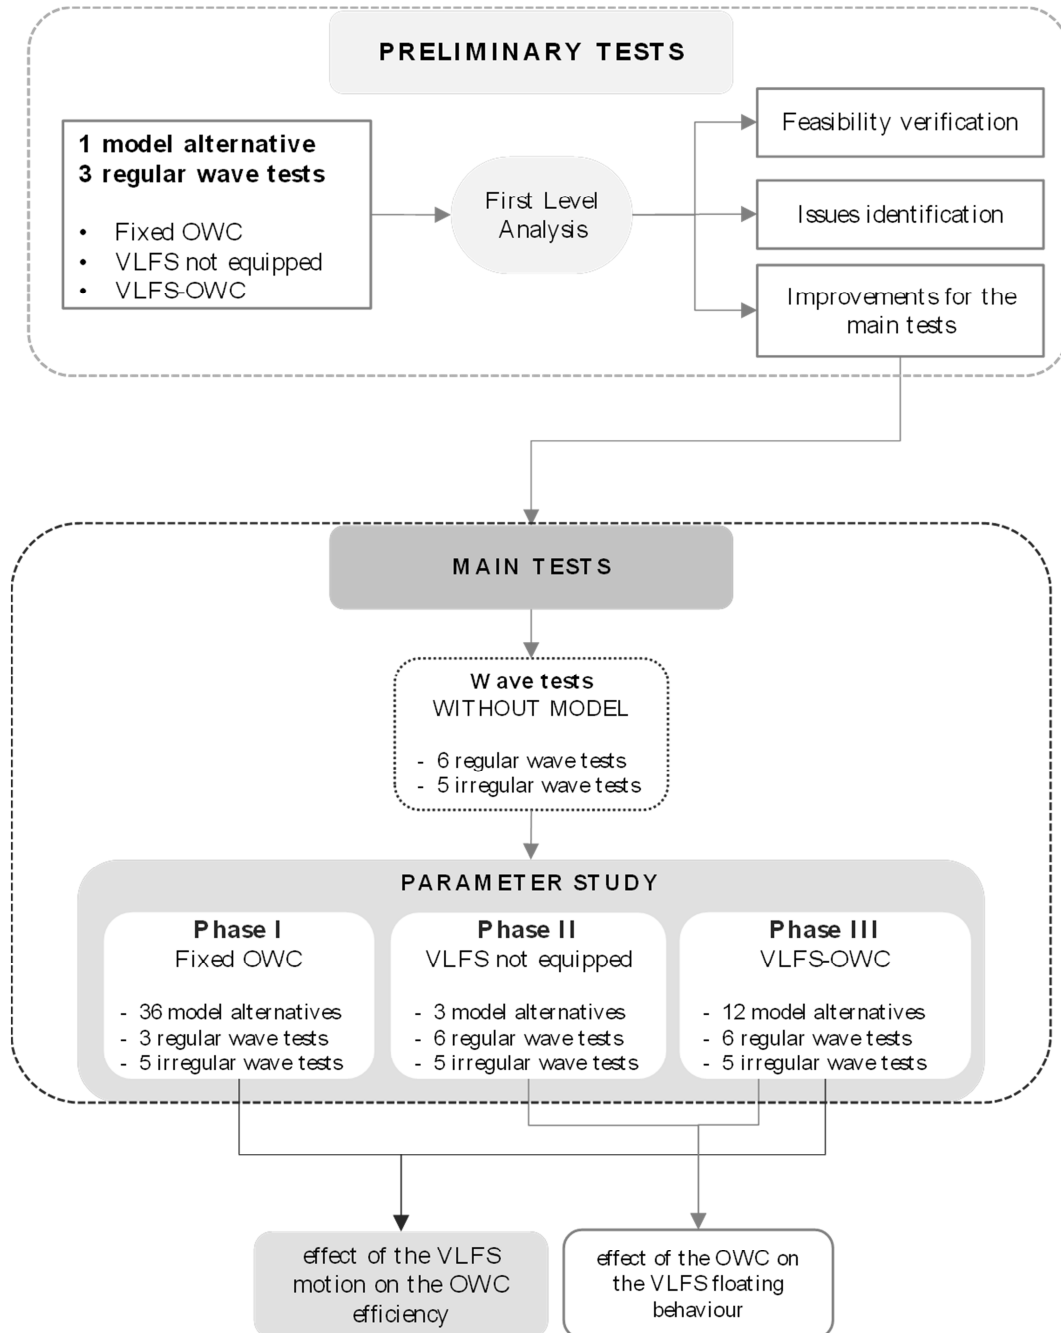 PRELIMINARY TESTS
1 model alternative
3 regular wave tests
• Fixed OWC
• VLFS not equipped
• VLFS-OWC
First Level
Analysis
Feasibility verification
Issues identification
Improvements for the
main tests
MAIN TESTS
Wave tests
WITHOUT MODEL
- 6 regular wave tests
- 5 irregular wave tests
PARAMETER STUDY
Phase I
Fixed OWC
- 36 model alternatives
- 3 regular wave tests
- 5 irregular wave tests
Phase II
VLFS not equipped
- 3 model alternatives
- 6 regular wave tests
- 5 irregular wave tests
Phase III
VLFS-OWC
- 12 model alternatives
- 6 regular wave tests
- 5 irregular wave tests
effect of the VLFS
motion on the OWC
efficiency
effect of the OWC on
the VLFS floating
behaviour